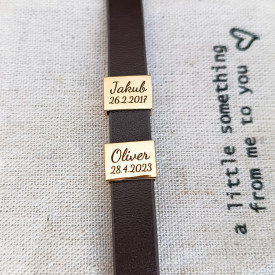 Jakub
26.2.2017
Oliver
28.4.2023
a little something
from me to you